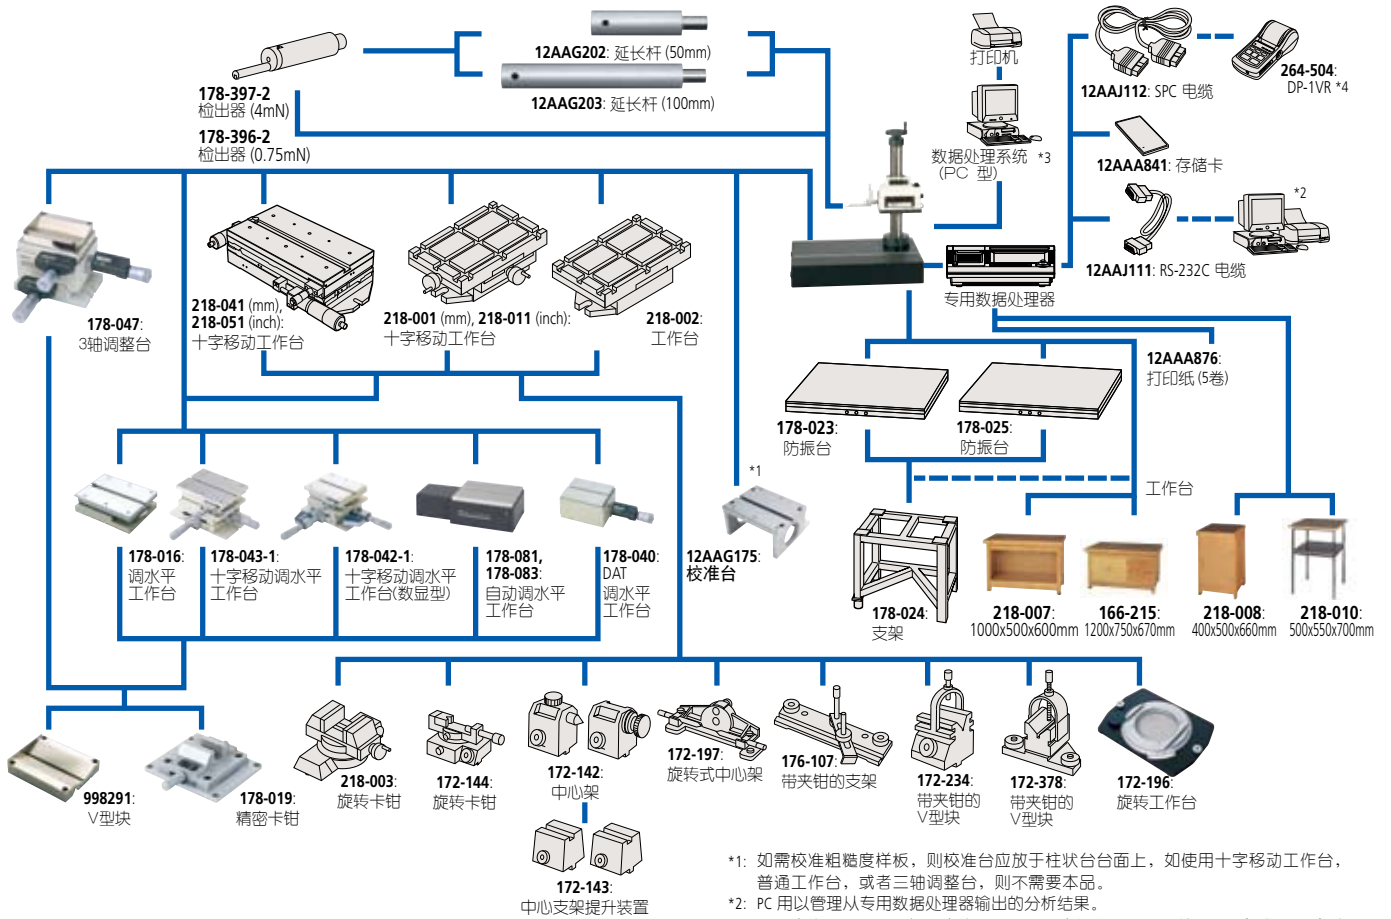 12AAG202: 延长杆 (50mm)
12AAG203: 延长杆 (100mm)
178-397-2
检出器 (4mN)
178-396-2
检出器 (0.75mN)
打印机
数据处理系统 *3
(PC 型)
12AAJ112: SPC 电缆
264-504:
DP-1VR *4
12AAA841: 存储卡
*2
12AAJ111: RS-232C 电缆
专用数据处理器
178-047:
3轴调整台
218-041 (mm),
218-051 (inch):
十字移动工作台
218-001 (mm), 218-011 (inch):
十字移动工作台
218-002:
工作台
12AAA876:
打印纸 (5卷)
178-023:
防振台
178-025:
防振台
*1
工作台
178-016:
调水平
工作台
178-043-1:
十字移动调水平
工作台
178-042-1:
十字移动调水平
工作台(数显型)
178-081,
178-083:
自动调水平
工作台
178-040:
DAT
调水平
工作台
12AAG175:
校准台
178-024:
支架
218-007:
1000x500x600mm
166-215:
1200x750x670mm
218-008:
400x500x660mm
218-010:
500x550x700mm
998291:
V型块
178-019:
精密卡钳
218-003:
旋转卡钳
172-144:
旋转卡钳
172-142:
中心架
172-197:
旋转式中心架
176-107:
带夹钳的支架
172-234:
带夹钳的
V型块
172-378:
带夹钳的
V型块
172-196:
旋转工作台
172-143:
中心支架提升装置
*1: 如需校准粗糙度样板，则校准台应放于柱状台台面上，如使用十字移动工作台，
普通工作台，或者三轴调整台，则不需要本品。
*2: PC 用以管理从专用数据处理器输出的分析结果。